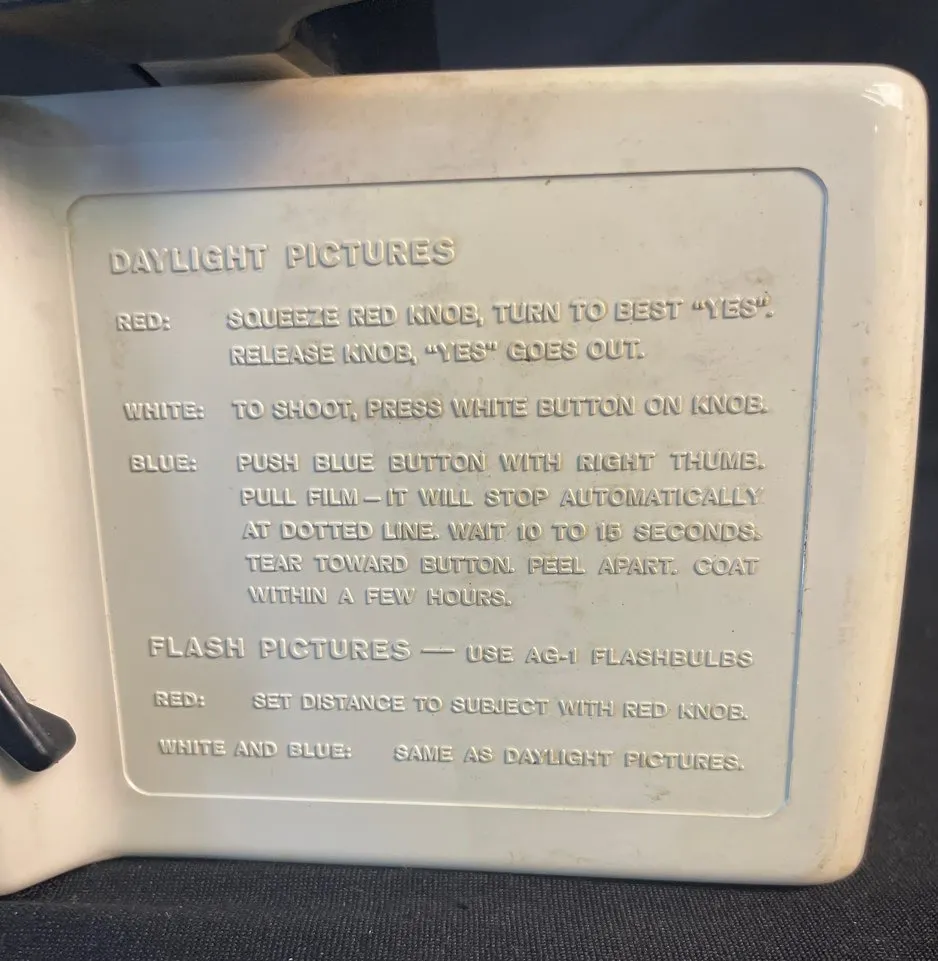 DAYLIGHT PICTURES
RED: SQUEEZE RED KNOB, TURN TO BEST “YES”.
RELEASE KNOB, “YES” GOES OUT.
WHITE: TO SHOOT, PRESS WHITE BUTTON ON KNOB.
BLUE: PUSH BLUE BUTTON WITH RIGHT THUMB.
PULL FILM—IT WILL STOP AUTOMATICALLY
AT DOTTED LINE. WAIT 10 TO 15 SECONDS.
TEAR TOWARD BUTTON. PEEL APART. COAT
WITHIN A FEW HOURS.
FLASH PICTURES — USE AG-1 FLASHBULBS
RED: SET DISTANCE TO SUBJECT WITH RED KNOB.
WHITE AND BLUE: SAME AS DAYLIGHT PICTURES.